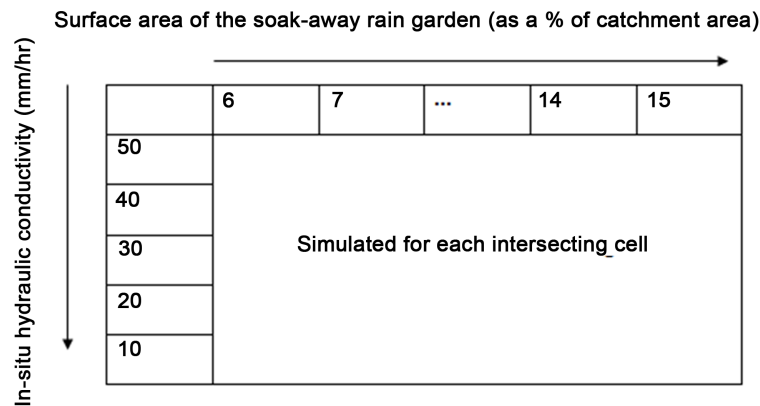 Surface area of the soak-away rain garden (as a % of catchment area)
In-situ hydraulic conductivity (mm/hr)
6 7 ... 14 15
50
40
30
20
10
Simulated for each intersecting cell